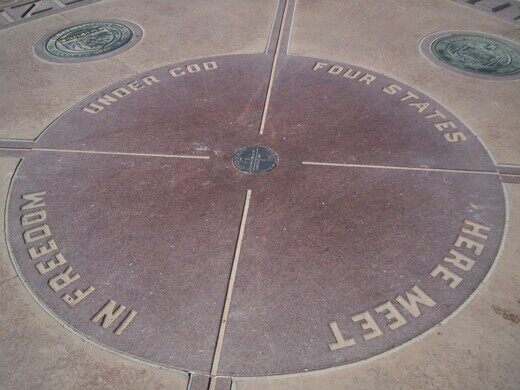 FOUR STATES
HERE MEET
IN FREEDOM
UNDER GOD